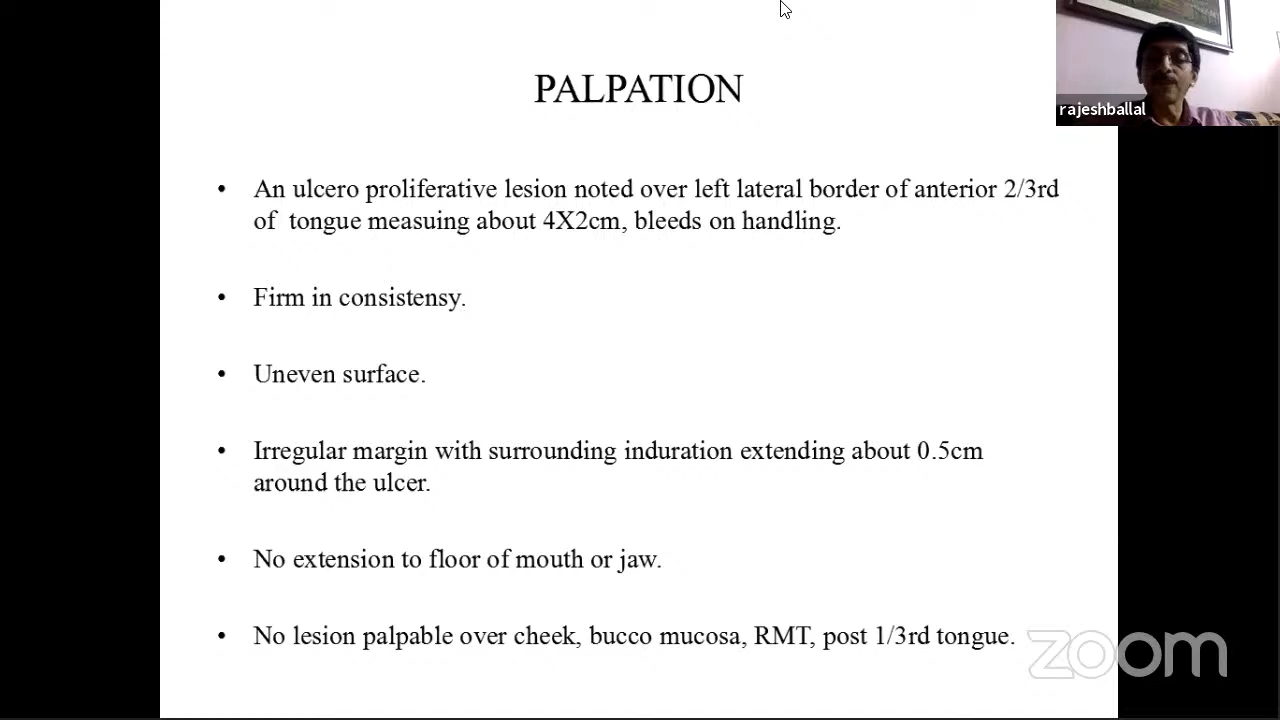 PALPATION
rajeshballal
• An ulcero proliferative lesion noted over left lateral border of anterior 2/3rd
of tongue measuing about 4X2cm, bleeds on handling.
• Firm in consistensy.
• Uneven surface.
• Irregular margin with surrounding induration extending about 0.5cm
around the ulcer.
• No extension to floor of mouth or jaw.
• No lesion palpable over cheek, bucco mucosa, RMT, post 1/3rd tongue.
zoom